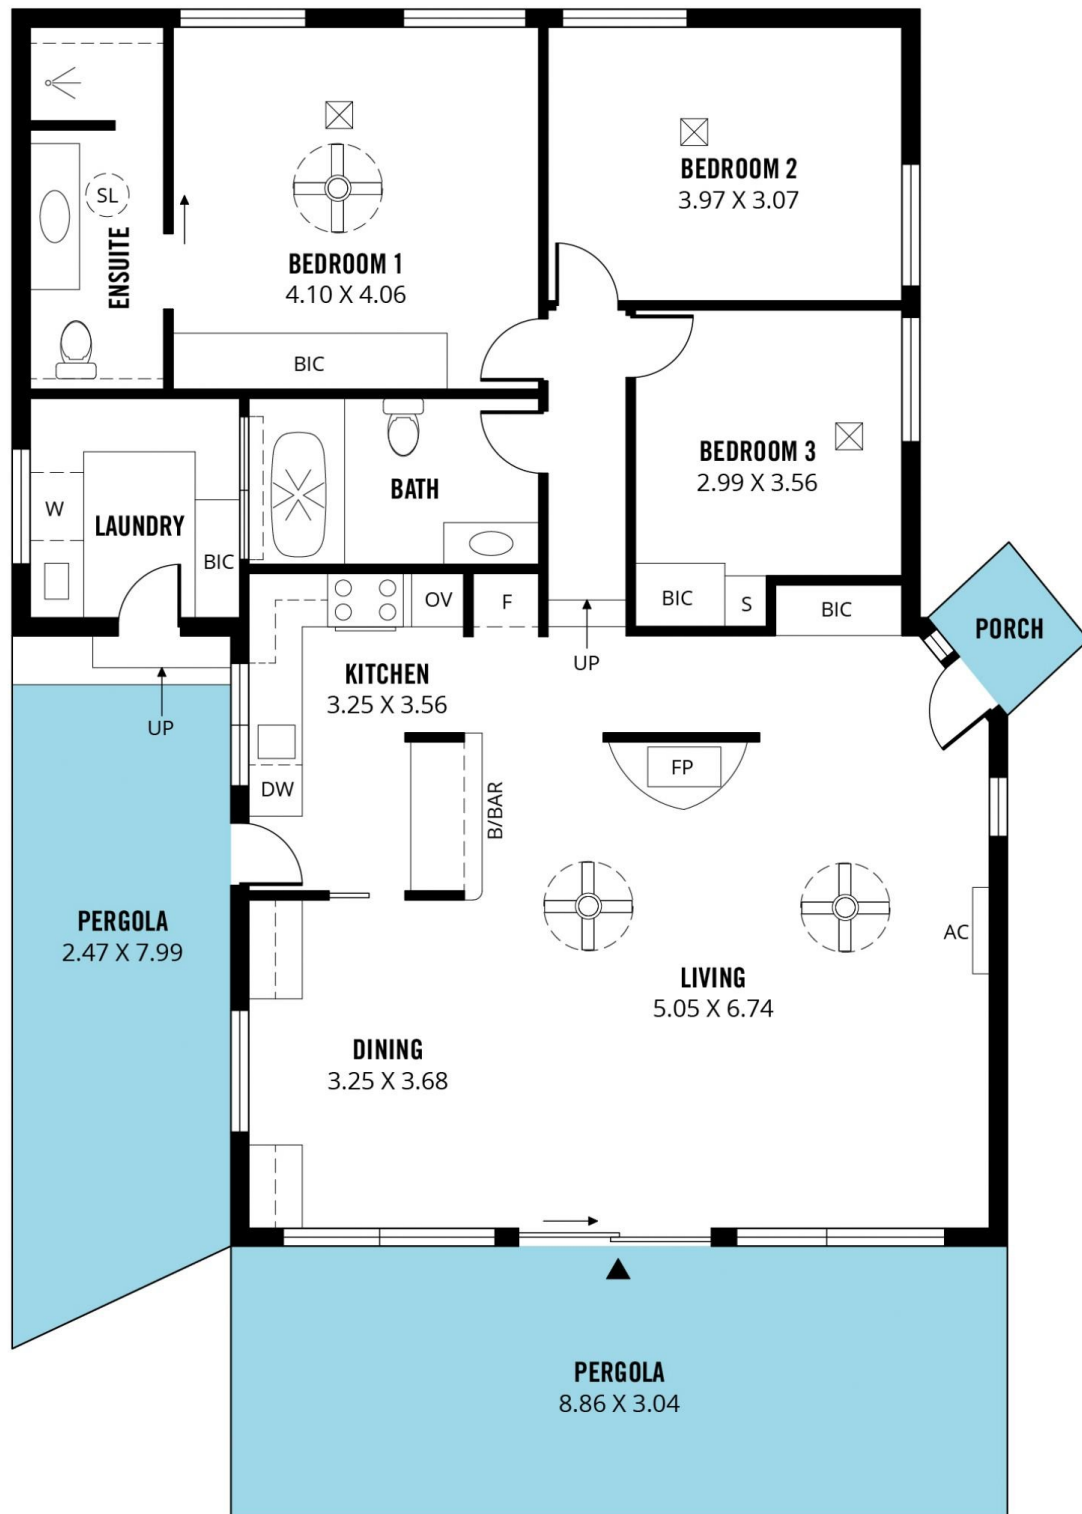 BEDROOM 2
3.97 X 3.07
SL
ENSUITE
BEDROOM 1
4.10 X 4.06
BIC
BEDROOM 3
2.99 X 3.56
BATH
W
LAUNDRY
BIC
OV
F
BIC
S
BIC
PORCH
UP
KITCHEN
3.25 X 3.56
UP
FP
DW
B/BAR
PERGOLA
2.47 X 7.99
AC
LIVING
5.05 X 6.74
DINING
3.25 X 3.68
PERGOLA
8.86 X 3.04